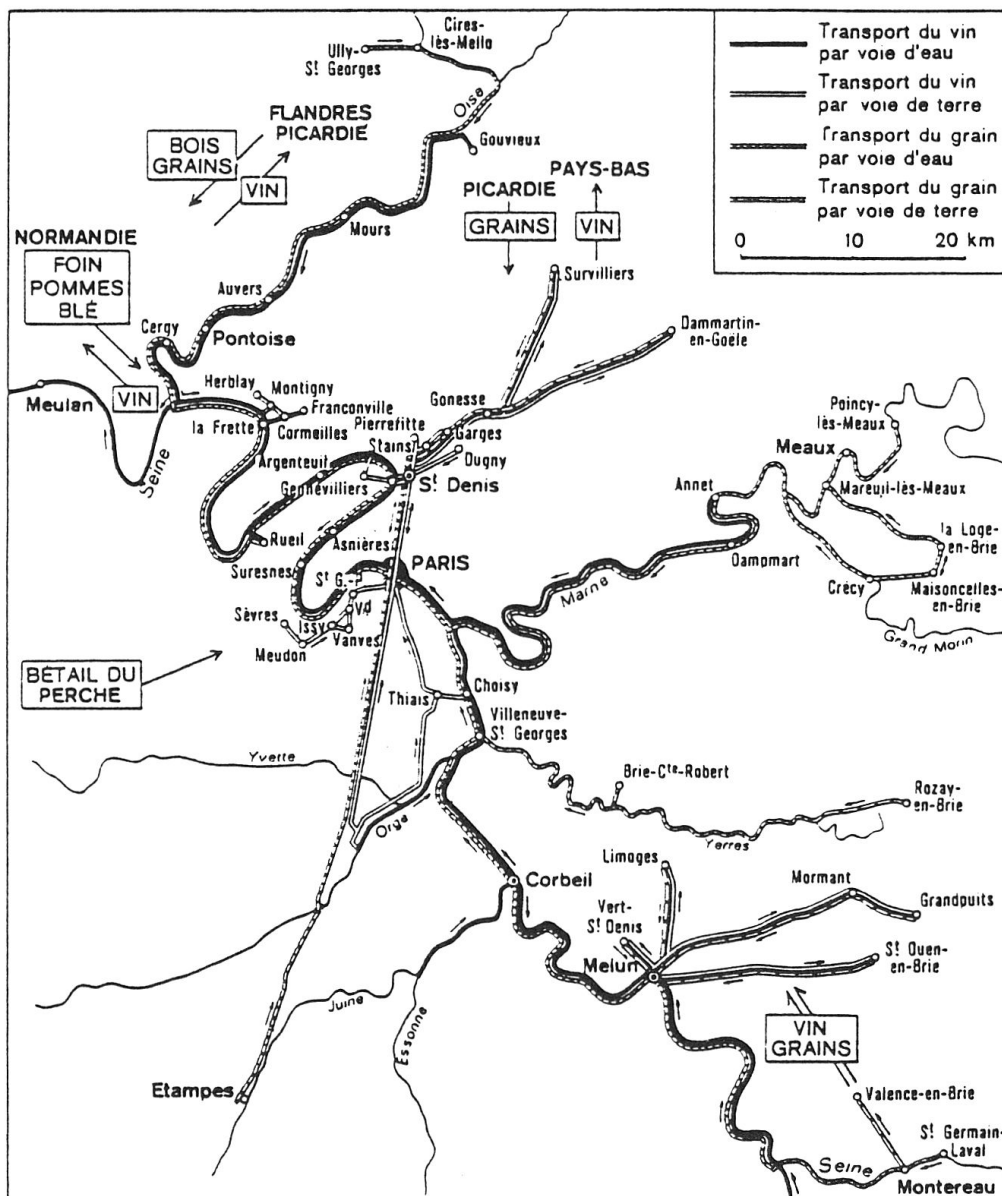 Cires-
lès-Mello
Ully-
St Georges
Transport du vin
par voie d'eau
Transport du vin
par voie de terre
Transport du grain
par voie d'eau
Transport du grain
par voie de terre
0 10 20 km
Oise
FLANDRES
PICARDIE
BOIS
GRAINS
VIN
Gouvieux
PICARDIE
GRAINS
PAYS-BAS
VIN
Mours
NORMANDIE
FOIN
POMMES
BLÉ
VIN
Survilliers
Auvers
Cergy
Pontoise
Dammartin-
en-Goële
Meulan
Seine
Herblay
Montigny
Franconville
la Frette
Cormeilles
Gonesse
Pierrefitte
Garges
Stains
Dugny
Argenteuil
Gennévilliers
St Denis
Poincy-
lès-Meaux
Meaux
Mareuil-lès-Meaux
Annet
Rueil
Asnières
Suresnes
la Loge-
en-Brie
Dampmart
PARIS
St G.-P
Marne
Crécy
Maisoncelles-
en-Brie
Sèvres
Vd
Issy
Vanves
Meudon
Grand Morin
BÉTAIL DU
PERCHE
Thiais
Choisy
Villeneuve-
St Georges
Yvette
Brie-Cte-Robert
Rozay-
en-Brie
Orge
Yerres
Limoges
Corbeil
Mormant
Grandpuits
Vert-
St Denis
Melun
St Ouen-
en-Brie
Juine
Essonne
VIN
GRAINS
Etampes
Valence-en-Brie
St Germain-
Laval
Seine
Montereau